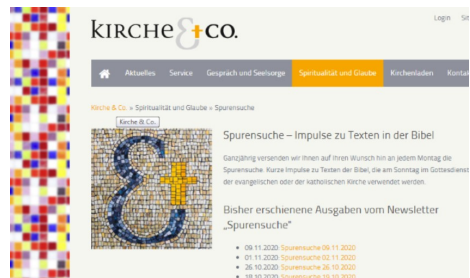 Login Sit
KIRCHE & CO.
Aktuelles Service Gespräch und Seelsorge Spiritualität und Glaube Kirchenladen Kontak
Kirche & Co. » Spiritualität und Glaube » Spurensuche
Kirche & Co.
Spurensuche – Impulse zu Texten in der Bibel
Ganzjährig versenden wir Ihnen auf Ihren Wunsch hin an jedem Montag die
Spurensuche. Kurze Impulse zu Texten der Bibel, die am Sonntag im Gottesdienst
der evangelischen oder der katholischen Kirche verwendet werden.
Bisher erschienene Ausgaben vom Newsletter
„Spurensuche“
09.11.2020: Spurensuche 09.11.2020
01.11.2020: Spurensuche 02.11.2020
26.10.2020: Spurensuche 26.10.2020